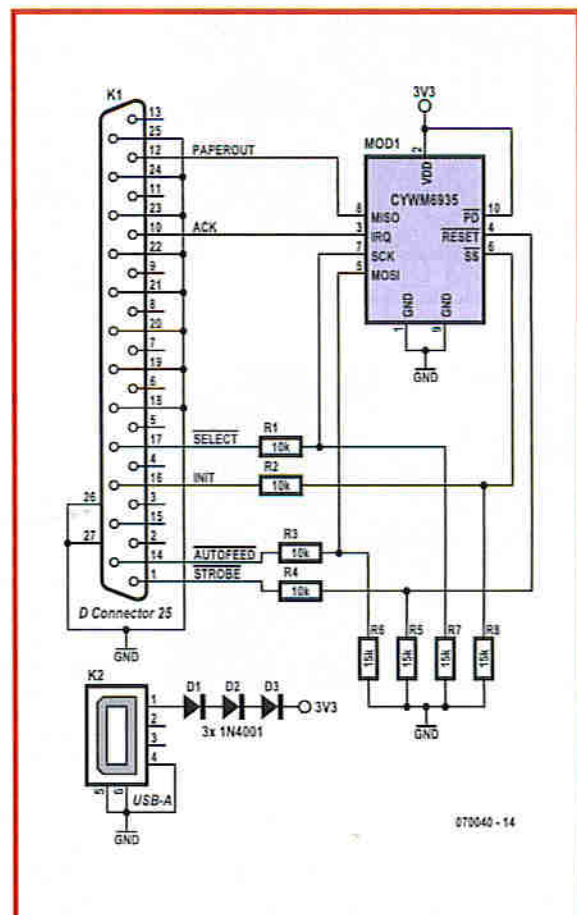 K1
13
25
12 PAPEROUT
24
11
23
10 ACK
22
9
21
8
20
7
19
6
18
5
17 SELECT
4
16 INIT
3
15
2
14 AUTOFEED
1 STROBE
26
27
D Connector 25
GND
R1
10k
R2
10k
R3
10k
R4
10k
3V3
MOD1
2
VDD
CYWM6935
8 MISO
3 IRQ
7 SCK
5 MOSI
PD 10
RESET 4
SS 6
GND GND
1 9
GND
R6 R5 R7 R8
15k 15k 15k 15k
GND
K2
1
2
3
4
5 6
USB-A
GND
D1 D2 D3
3x 1N4001
3V3
070040 - 14